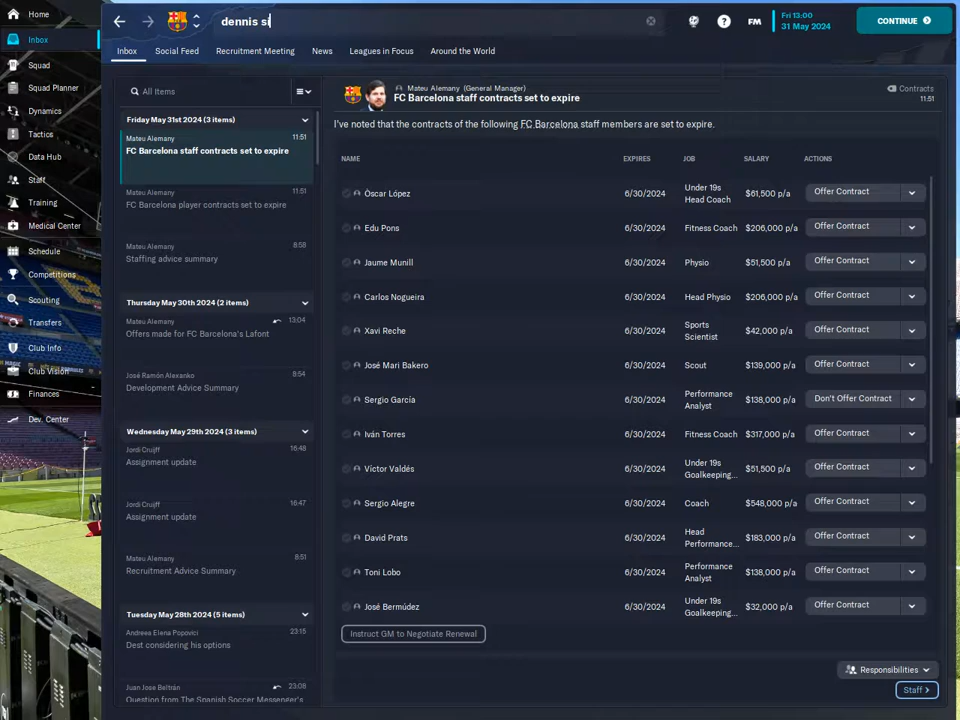 Home
Inbox
Squad
Squad Planner
Dynamics
Tactics
Data Hub
Staff
Training
Medical Center
Schedule
Competitions
Scouting
Transfers
Club Info
Club Vision
Finances
Dev. Center
dennis si
?
FM
Fri 13:00
31 May 2024
CONTINUE
Inbox
Social Feed
Recruitment Meeting
News
Leagues in Focus
Around the World
All Items
Friday May 31st 2024 (3 items)
Mateu Alemany 11:51
FC Barcelona staff contracts set to expire
Mateu Alemany 11:51
FC Barcelona player contracts set to expire
Mateu Alemany 8:58
Staffing advice summary
Thursday May 30th 2024 (2 items)
Mateu Alemany 13:04
Offers made for FC Barcelona's Lafont
José Ramón Alexanko 8:54
Development Advice Summary
Wednesday May 29th 2024 (3 items)
Jordi Cruijff 16:48
Assignment update
Jordi Cruijff 16:47
Assignment update
Mateu Alemany 8:51
Recruitment Advice Summary
Tuesday May 28th 2024 (5 items)
Andreea Elena Popovici 23:15
Dest considering his options
Juan Jose Beltrán 23:08
Question from The Spanish Soccer Messenger's
Mateu Alemany (General Manager)
FC Barcelona staff contracts set to expire
Contracts
11:51
I've noted that the contracts of the following FC Barcelona staff members are set to expire.
NAME EXPIRES JOB SALARY ACTIONS
Óscar López 6/30/2024 Under 19s Head Coach $61,500 p/a Offer Contract
Edu Pons 6/30/2024 Fitness Coach $206,000 p/a Offer Contract
Jaume Munill 6/30/2024 Physio $51,500 p/a Offer Contract
Carlos Nogueira 6/30/2024 Head Physio $206,000 p/a Offer Contract
Xavi Reche 6/30/2024 Sports Scientist $42,000 p/a Offer Contract
José Mari Bakero 6/30/2024 Scout $139,000 p/a Offer Contract
Sergio García 6/30/2024 Performance Analyst $138,000 p/a Don't Offer Contract
Iván Torres 6/30/2024 Fitness Coach $317,000 p/a Offer Contract
Víctor Valdés 6/30/2024 Under 19s Goalkeeping... $51,500 p/a Offer Contract
Sergio Alegre 6/30/2024 Coach $548,000 p/a Offer Contract
David Prats 6/30/2024 Head Performance... $183,000 p/a Offer Contract
Toni Lobo 6/30/2024 Performance Analyst $138,000 p/a Offer Contract
José Bermúdez 6/30/2024 Under 19s Goalkeeping... $32,000 p/a Offer Contract
Instruct GM to Negotiate Renewal
Responsibilities
Staff >